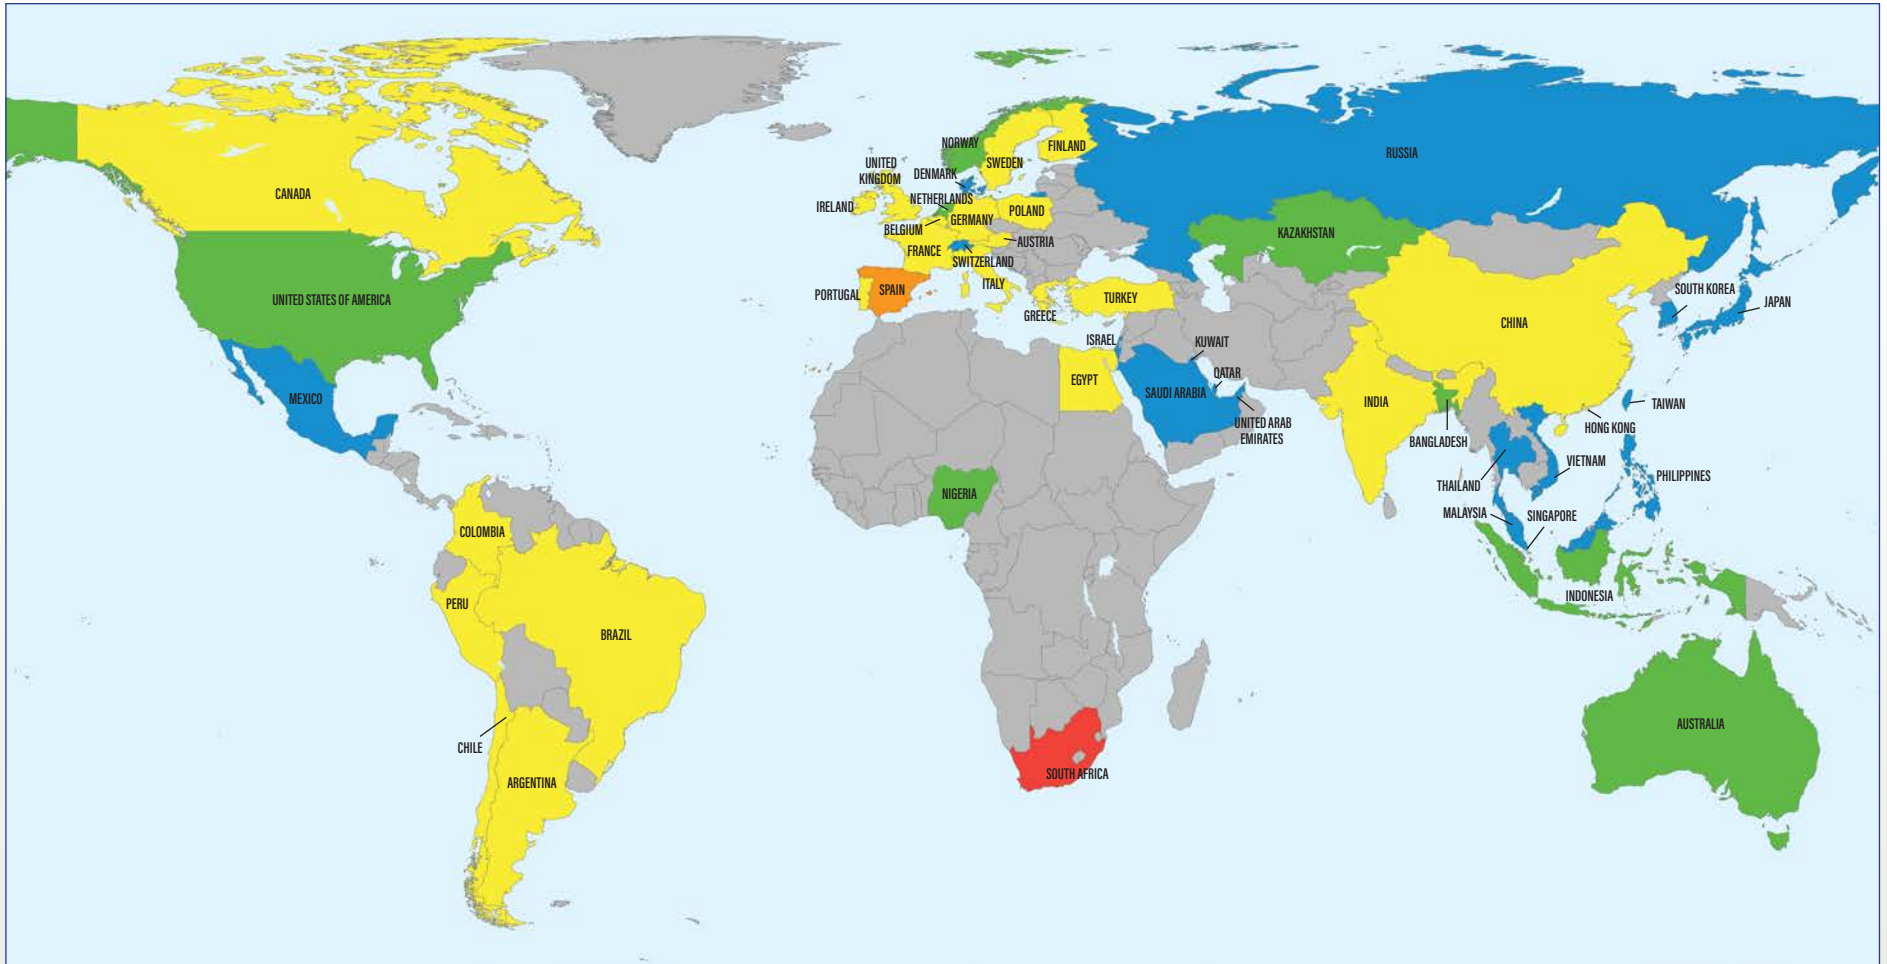 NORWAY
FINLAND
SWEDEN
RUSSIA
UNITED
KINGDOM
DENMARK
CANADA
NETHERLANDS
IRELAND
GERMANY
POLAND
BELGIUM
KAZAKHSTAN
AUSTRIA
FRANCE
SWITZERLAND
ITALY
SPAIN
PORTUGAL
TURKEY
GREECE
UNITED STATES OF AMERICA
SOUTH KOREA
JAPAN
CHINA
ISRAEL
KUWAIT
QATAR
EGYPT
SAUDI ARABIA
MEXICO
INDIA
TAIWAN
UNITED ARAB
EMIRATES
HONG KONG
BANGLADESH
VIETNAM
PHILIPPINES
THAILAND
NIGERIA
MALAYSIA
SINGAPORE
COLOMBIA
INDONESIA
PERU
BRAZIL
AUSTRALIA
CHILE
SOUTH AFRICA
ARGENTINA